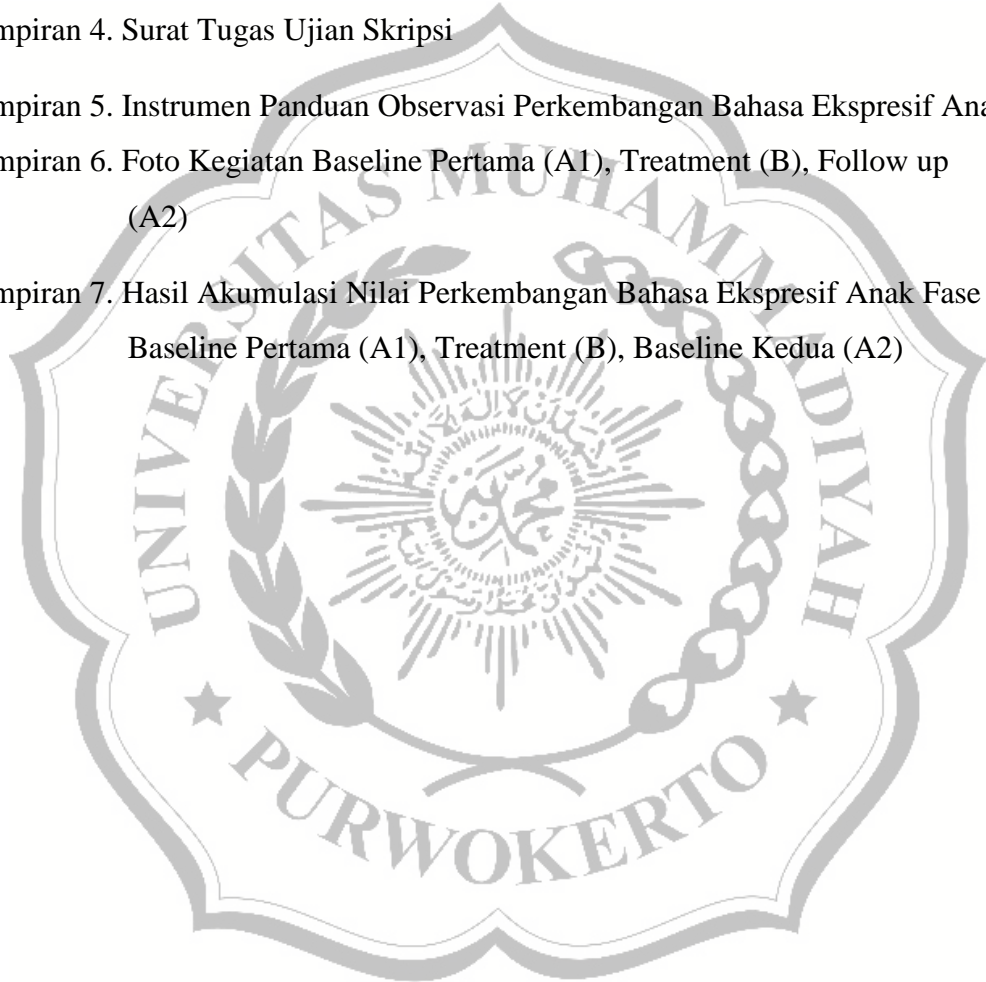 mpiran 4. Surat Tugas Ujian Skripsi
mpiran 5. Instrumen Panduan Observasi Perkembangan Bahasa Ekspresif Ana
mpiran 6. Foto Kegiatan Baseline Pertama (A1), Treatment (B), Follow up
(A2)
mpiran 7. Hasil Akumulasi Nilai Perkembangan Bahasa Ekspresif Anak Fase
Baseline Pertama (A1), Treatment (B), Baseline Kedua (A2)
UNIVERSITAS MUHAMMADIYAH
PURWOKERTO